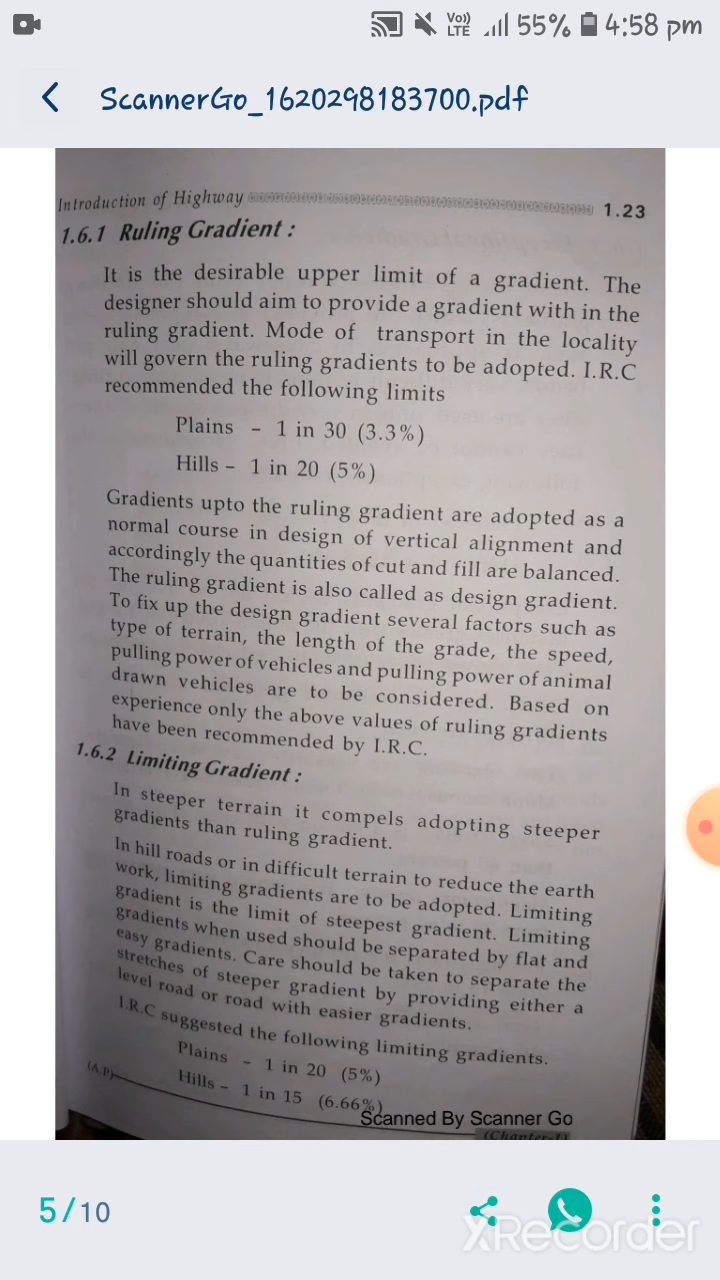 Vo))
LTE
55%
4:58 pm
ScannerGo_1620298183700.pdf
Introduction of Highway
1.23
1.6.1 Ruling Gradient :
It is the desirable upper limit of a gradient. The
designer should aim to provide a gradient with in the
ruling gradient. Mode of transport in the locality
will govern the ruling gradients to be adopted. I.R.C
recommended the following limits
Plains - 1 in 30 (3.3%)
Hills - 1 in 20 (5%)
Gradients upto the ruling gradient are adopted as a
normal course in design of vertical alignment and
accordingly the quantities of cut and fill are balanced.
The ruling gradient is also called as design gradient.
To fix up the design gradient several factors such as
type of terrain, the length of the grade, the speed,
pulling power of vehicles and pulling power of animal
drawn vehicles are to be considered. Based on
experience only the above values of ruling gradients
have been recommended by I.R.C.
1.6.2 Limiting Gradient :
In steeper terrain it compels adopting steeper
gradients than ruling gradient.
In hill roads or in difficult terrain to reduce the earth
work, limiting gradients are to be adopted. Limiting
gradient is the limit of steepest gradient. Limiting
gradients when used should be separated by flat and
easy gradients. Care should be taken to separate the
stretches of steeper gradient by providing either a
level road or road with easier gradients.
I.R.C suggested the following limiting gradients.
Plains - 1 in 20 (5%)
Hills - 1 in 15 (6.66%)
(A.P)
Scanned By Scanner Go
(Chapter-1)
5/10
XRecorder